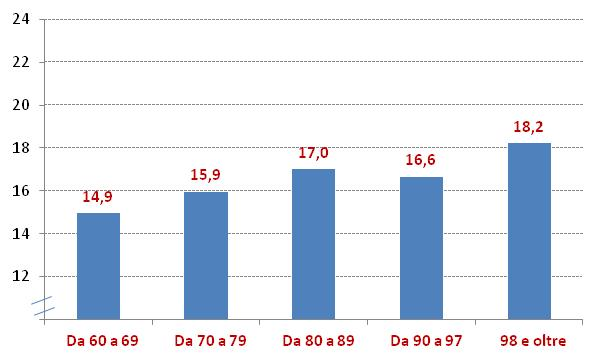 24
22
20
18
16
14
12
14,9
15,9
17,0
16,6
18,2
Da 60 a 69
Da 70 a 79
Da 80 a 89
Da 90 a 97
98 e oltre